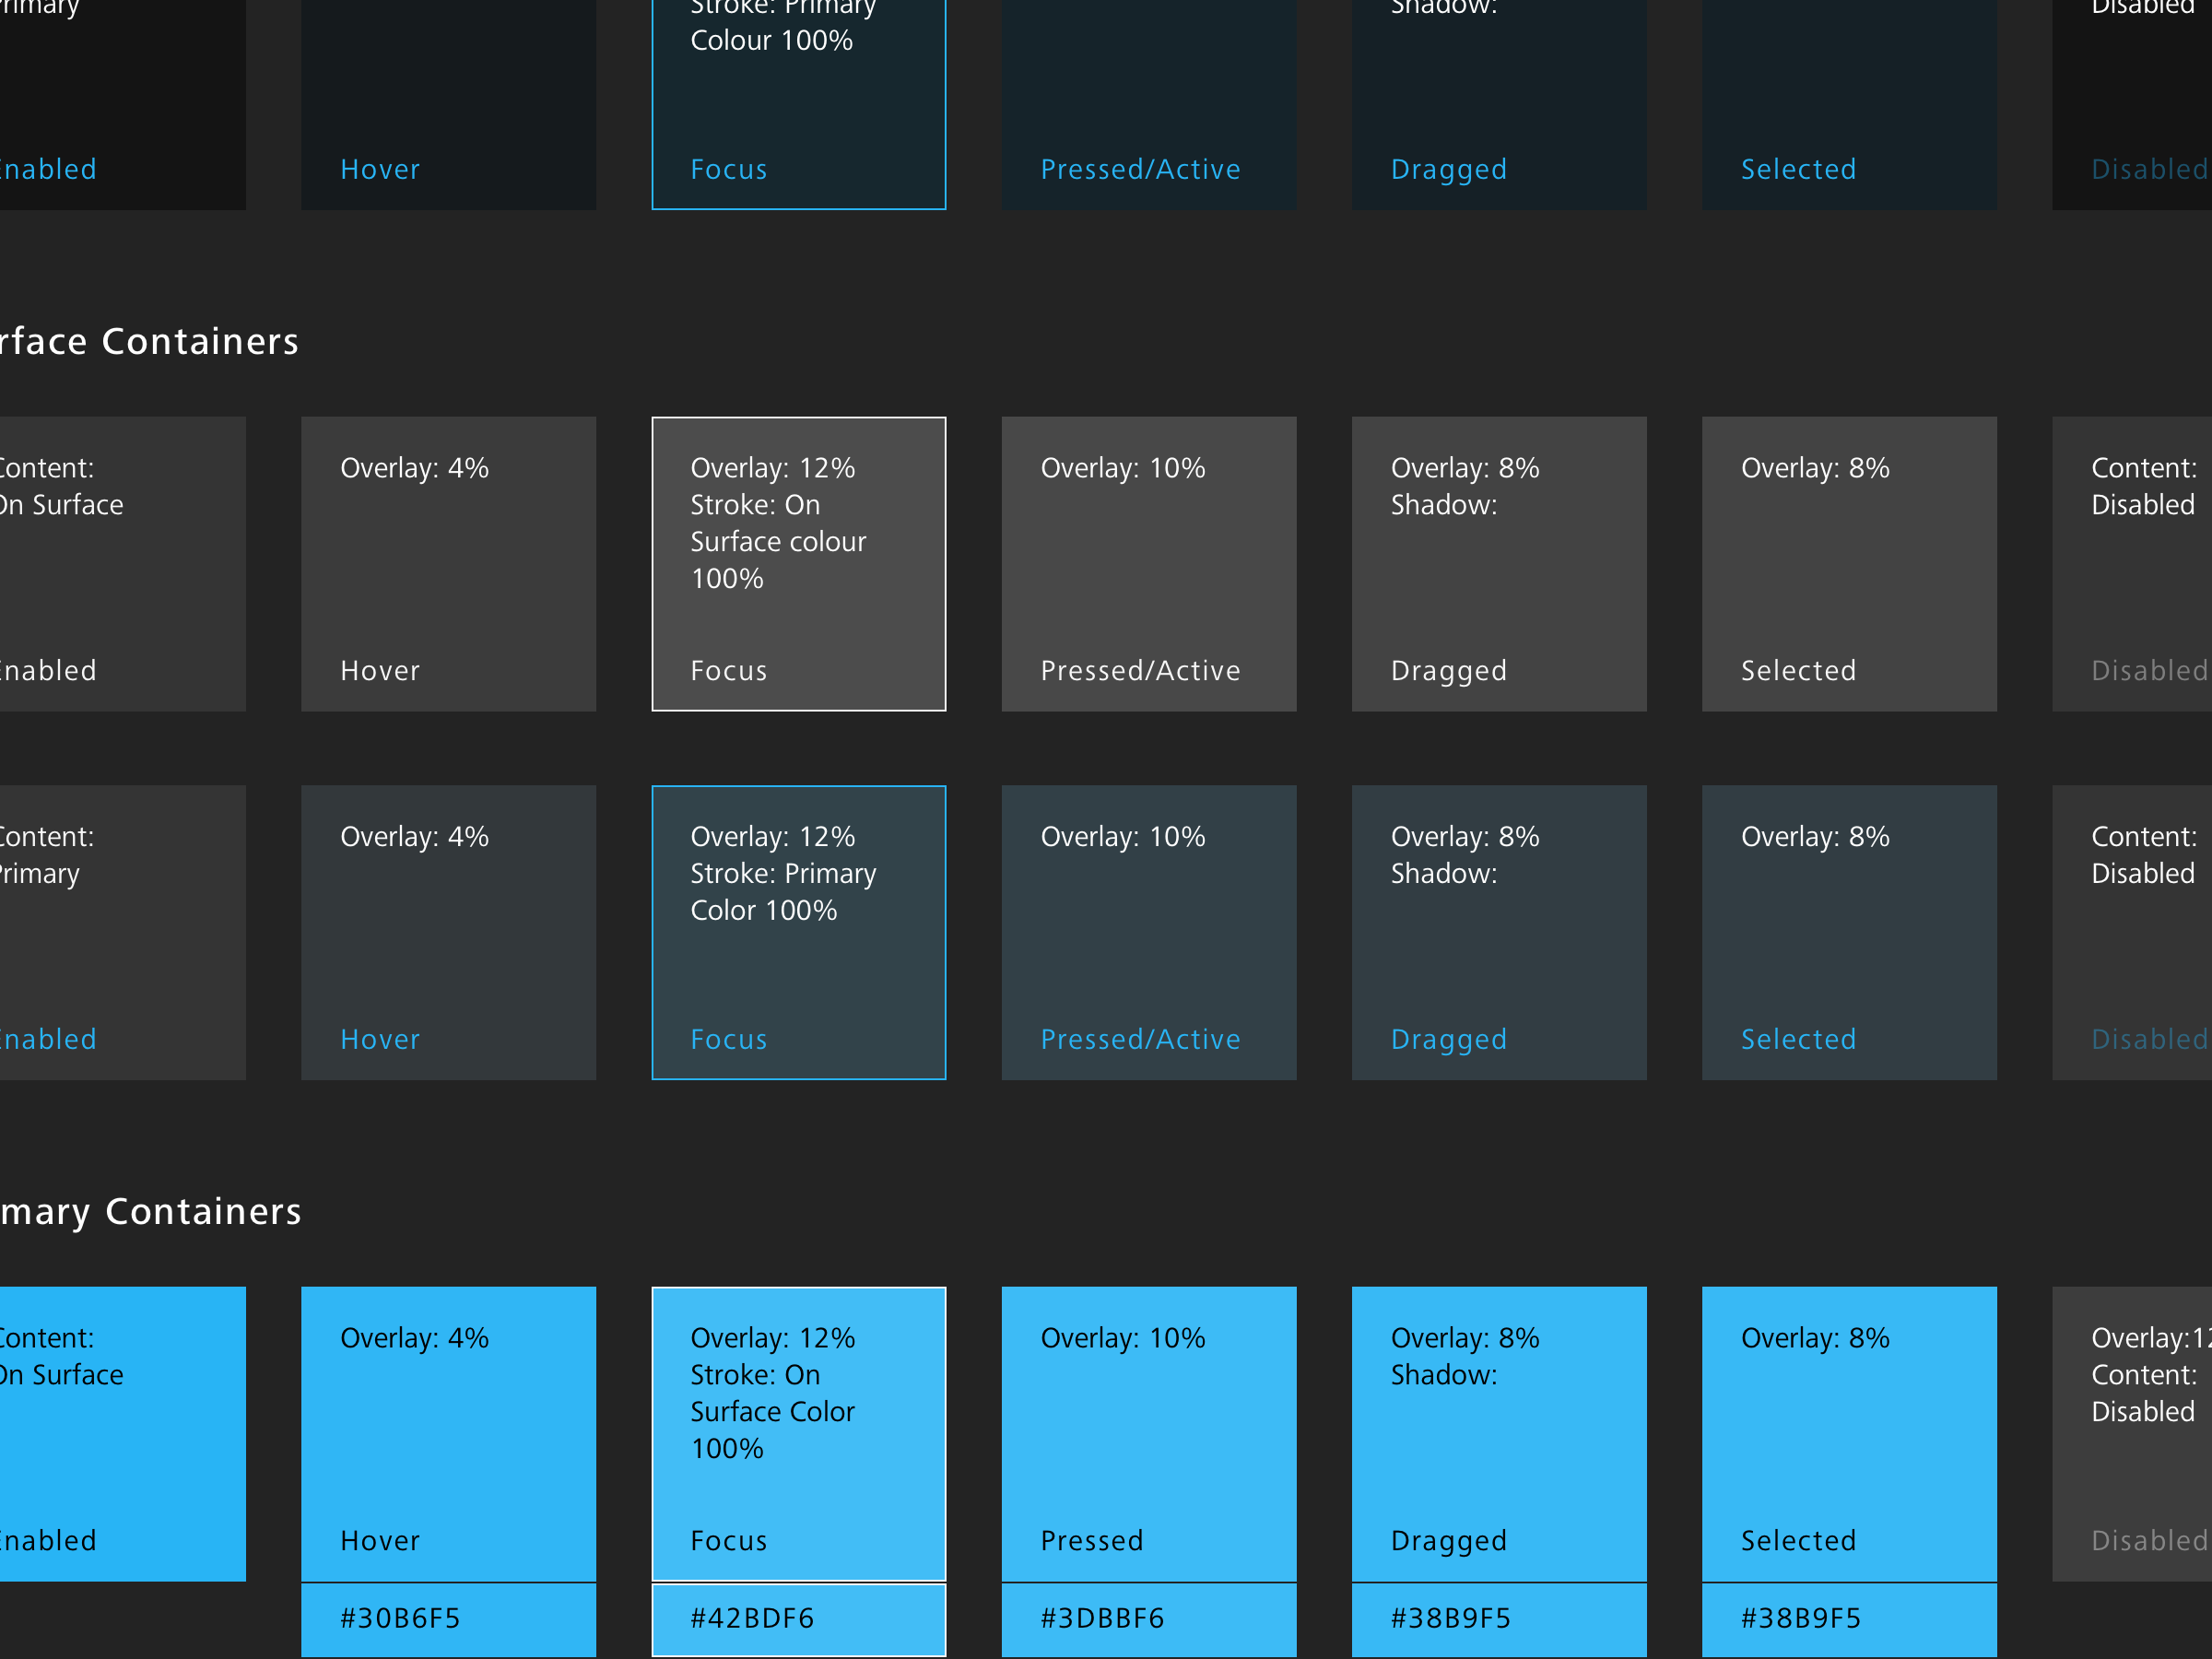 Primary
Stroke: Primary
Colour 100%
Shadow:
Disabled
Enabled
Hover
Focus
Pressed/Active
Dragged
Selected
Disabled
rface Containers
Content:
On Surface
Overlay: 4%
Overlay: 12%
Stroke: On
Surface colour
100%
Overlay: 10%
Overlay: 8%
Shadow:
Overlay: 8%
Content:
Disabled
Enabled
Hover
Focus
Pressed/Active
Dragged
Selected
Disabled
Content:
Primary
Overlay: 4%
Overlay: 12%
Stroke: Primary
Color 100%
Overlay: 10%
Overlay: 8%
Shadow:
Overlay: 8%
Content:
Disabled
Enabled
Hover
Focus
Pressed/Active
Dragged
Selected
Disabled
mary Containers
Content:
On Surface
Overlay: 4%
Overlay: 12%
Stroke: On
Surface Color
100%
Overlay: 10%
Overlay: 8%
Shadow:
Overlay: 8%
Overlay:12
Content:
Disabled
Enabled
Hover
Focus
Pressed
Dragged
Selected
Disabled
#30B6F5
#42BDF6
#3DBBF6
#38B9F5
#38B9F5